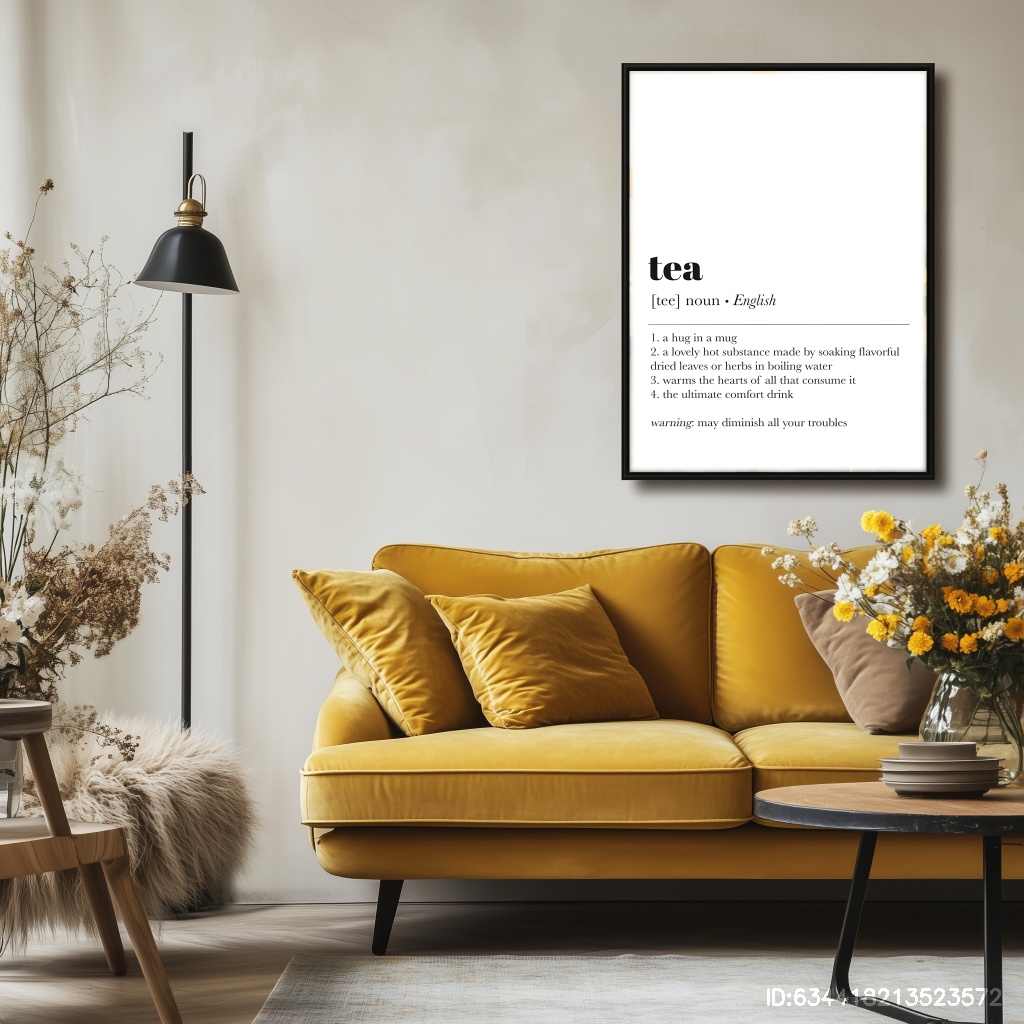 tea
[tee] noun • English
1. a hug in a mug
2. a lovely hot substance made by soaking flavorful
dried leaves or herbs in boiling water
3. warms the hearts of all that consume it
4. the ultimate comfort drink
warning: may diminish all your troubles
ID:634418213523572